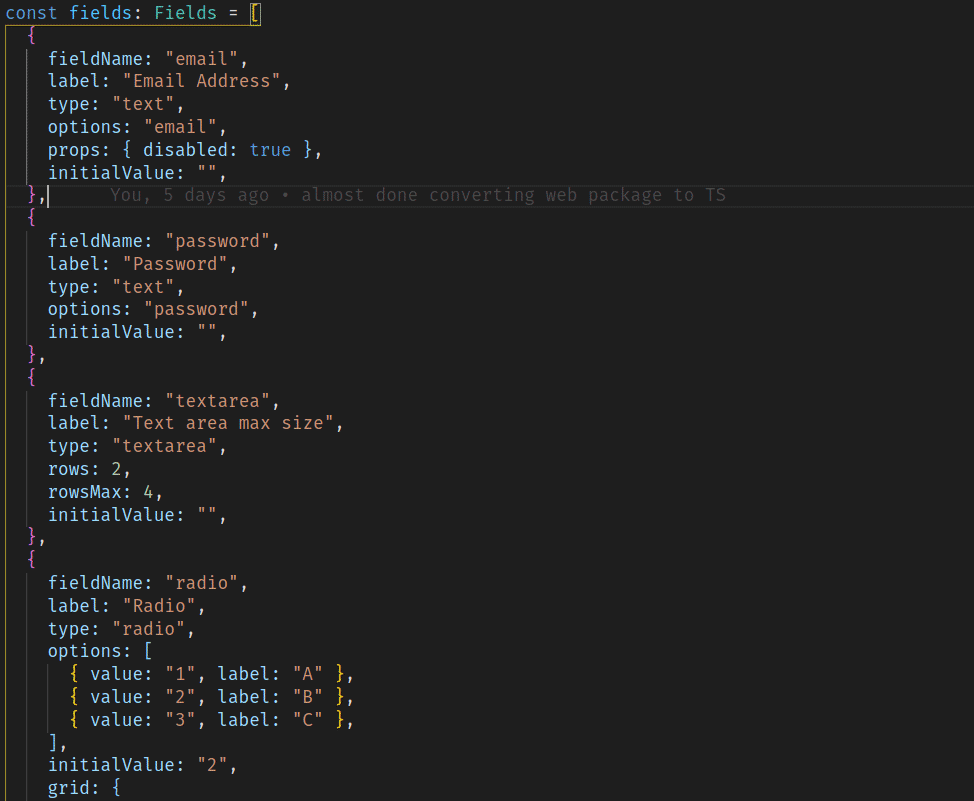 const fields: Fields = [
  {
    fieldName: "email",
    label: "Email Address",
    type: "text",
    options: "email",
    props: { disabled: true },
    initialValue: "",
  },      You, 5 days ago • almost done converting web package to TS
  {
    fieldName: "password",
    label: "Password",
    type: "text",
    options: "password",
    initialValue: "",
  },
  {
    fieldName: "textarea",
    label: "Text area max size",
    type: "textarea",
    rows: 2,
    rowsMax: 4,
    initialValue: "",
  },
  {
    fieldName: "radio",
    label: "Radio",
    type: "radio",
    options: [
      { value: "1", label: "A" },
      { value: "2", label: "B" },
      { value: "3", label: "C" },
    ],
    initialValue: "2",
    grid: {